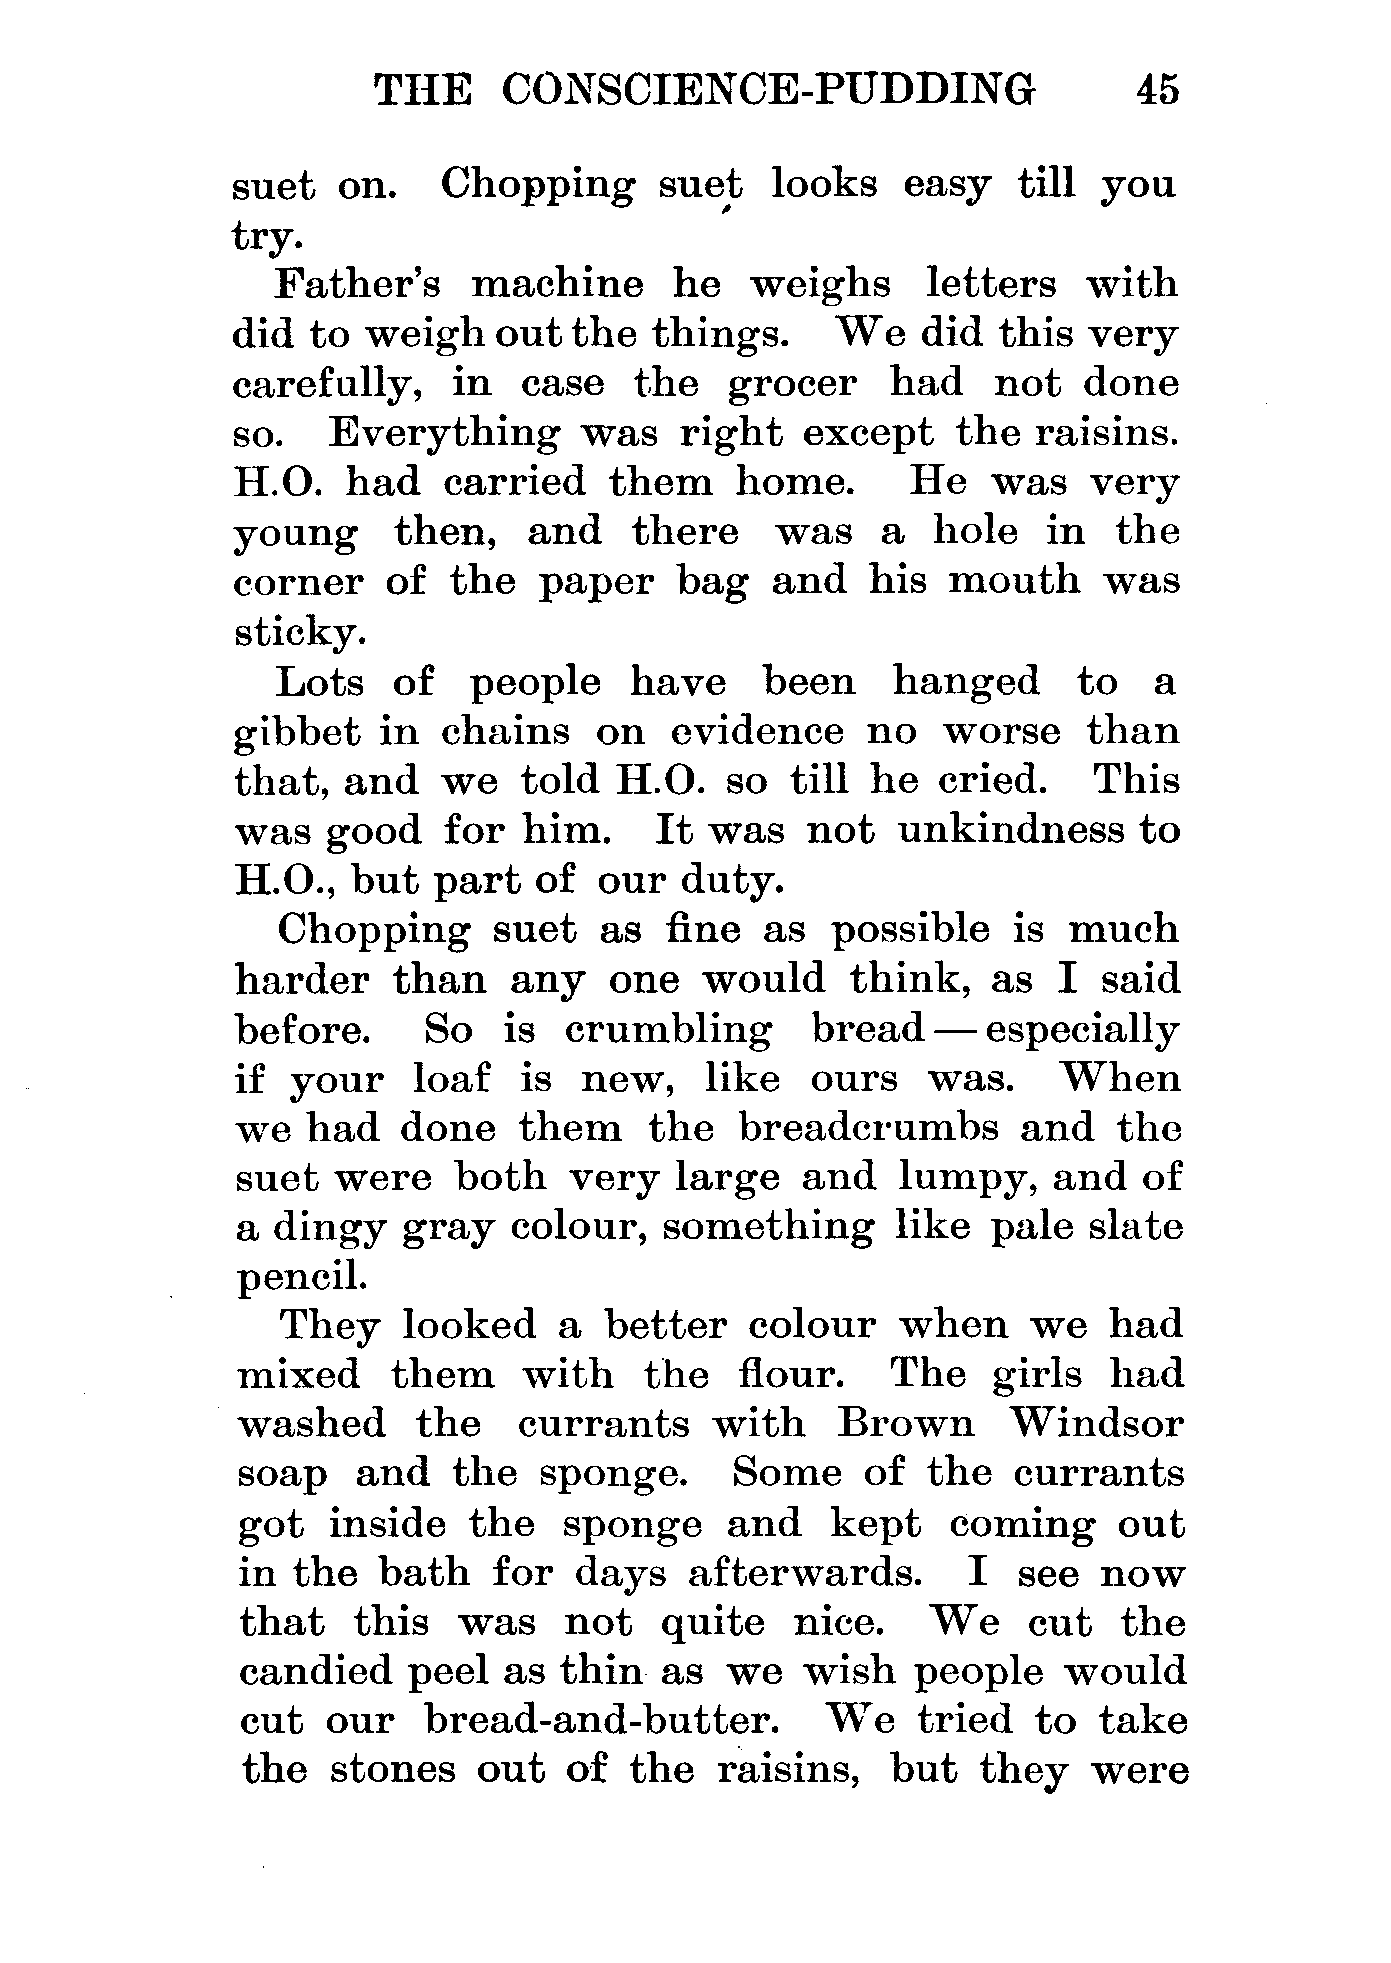 THE CONSCIENCE-PUDDING 45
suet on. Chopping suet looks easy till you
try.
Father's machine he weighs letters with
did to weigh out the things. We did this very
carefully, in case the grocer had not done
so. Everything was right except the raisins.
H.O. had carried them home. He was very
young then, and there was a hole in the
corner of the paper bag and his mouth was
sticky.
Lots of people have been hanged to a
gibbet in chains on evidence no worse than
that, and we told H.O. so till he cried. This
was good for him. It was not unkindness to
H.O., but part of our duty.
Chopping suet as fine as possible is much
harder than any one would think, as I said
before. So is crumbling bread — especially
if your loaf is new, like ours was. When
we had done them the breadcrumbs and the
suet were both very large and lumpy, and of
a dingy gray colour, something like pale slate
pencil.
They looked a better colour when we had
mixed them with the flour. The girls had
washed the currants with Brown Windsor
soap and the sponge. Some of the currants
got inside the sponge and kept coming out
in the bath for days afterwards. I see now
that this was not quite nice. We cut the
candied peel as thin as we wish people would
cut our bread-and-butter. We tried to take
the stones out of the raisins, but they were